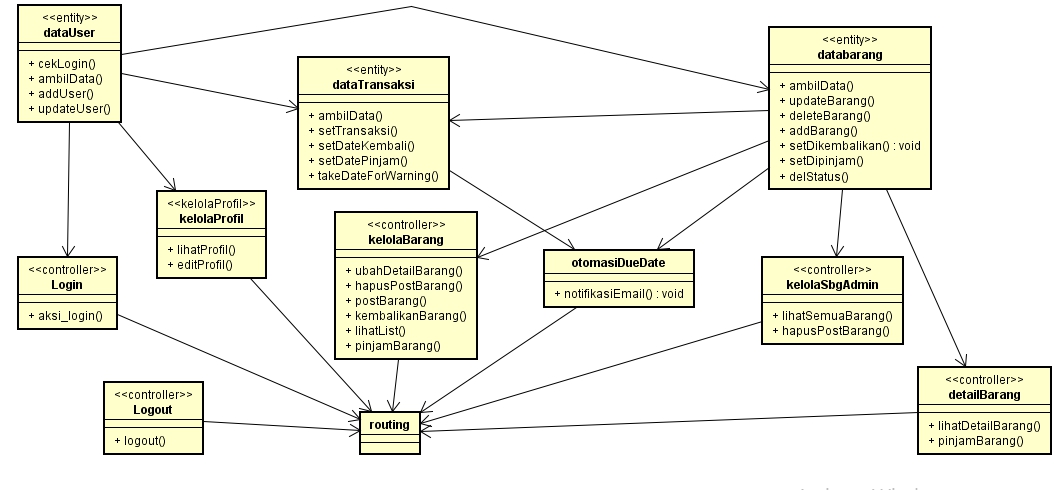 <<entity>>
dataUser
+ cekLogin()
+ ambilData()
+ addUser()
+ updateUser()
<<entity>>
dataTransaksi
+ ambilData()
+ setTransaksi()
+ setDateKembali()
+ setDatePinjam()
+ takeDateForWarning()
<<entity>>
databarang
+ ambilData()
+ updateBarang()
+ deleteBarang()
+ addBarang()
+ setDikembalikan() : void
+ setDipinjam()
+ delStatus()
<<kelolaProfil>>
kelolaProfil
+ lihatProfil()
+ editProfil()
<<controller>>
Login
+ aksi_login()
<<controller>>
kelolaBarang
+ ubahDetailBarang()
+ hapusPostBarang()
+ postBarang()
+ kembalikanBarang()
+ lihatList()
+ pinjamBarang()
otomasiDueDate
+ notifikasiEmail() : void
<<controller>>
kelolaSbgAdmin
+ lihatSemuaBarang()
+ hapusPostBarang()
<<controller>>
Logout
+ logout()
routing
<<controller>>
detailBarang
+ lihatDetailBarang()
+ pinjamBarang()